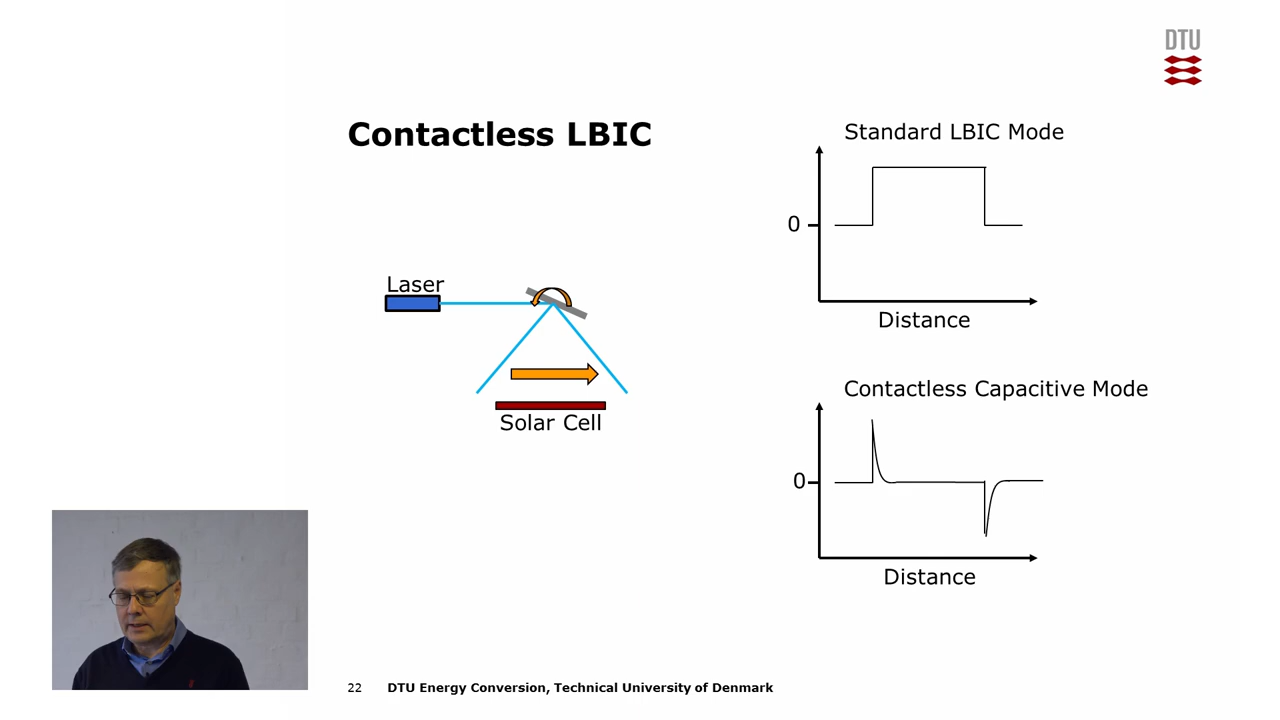 DTU
Contactless LBIC
Standard LBIC Mode
0
Distance
Laser
Solar Cell
Contactless Capacitive Mode
0
Distance
22 DTU Energy Conversion, Technical University of Denmark